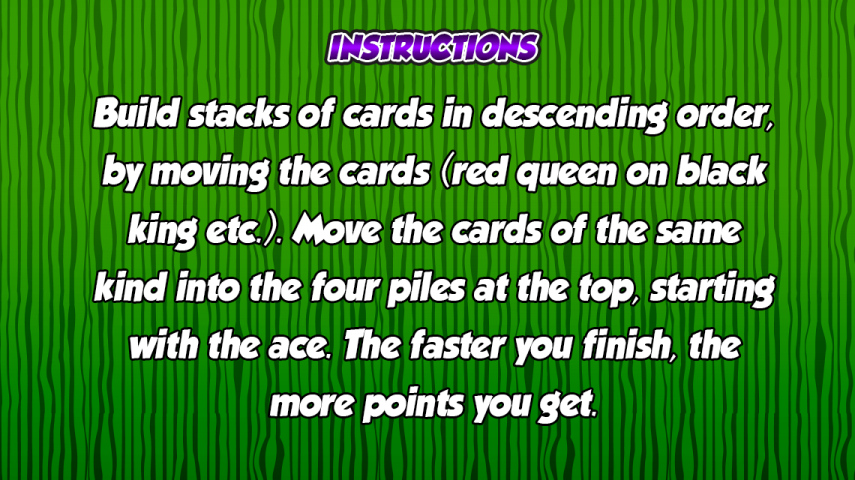 INSTRUCTIONS
Build stacks of cards in descending order,
by moving the cards (red queen on black
king etc.). Move the cards of the same
kind into the four piles at the top, starting
with the ace. The faster you finish, the
more points you get.